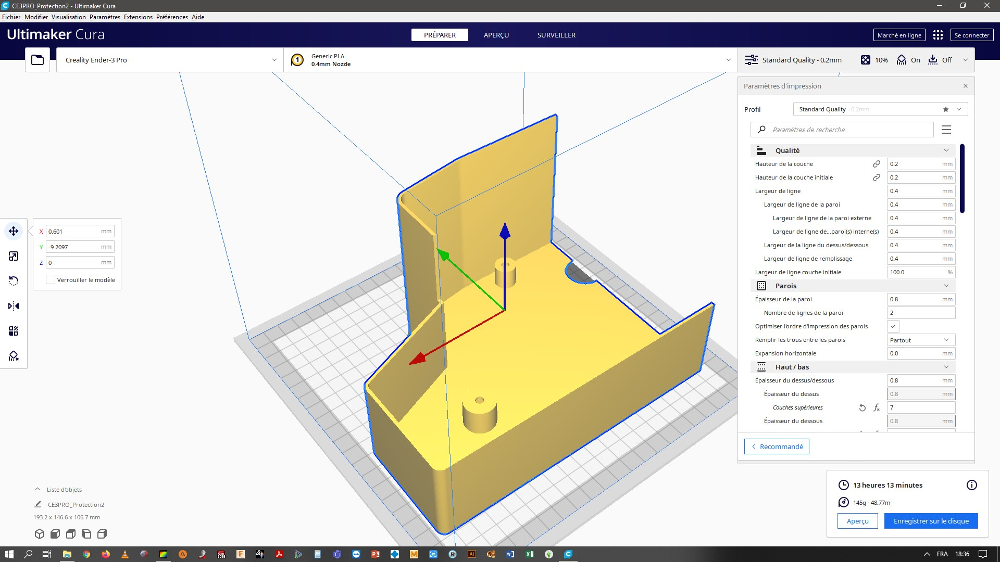 CE3PRO_Protection2 - Ultimaker Cura
Fichier Modifier Visualisation Paramètres Extensions Préférences Aide
Ultimaker Cura
PRÉPARER
APERÇU
SURVEILLER
Marché en ligne
Se connecter
Creality Ender-3 Pro
1
Generic PLA
0.4mm Nozzle
Standard Quality - 0.2mm
10%
On
Off
Paramètres d'impression
Profil
Standard Quality - 0.2mm
Paramètres de recherche
Qualité
Hauteur de la couche 0.2 mm
Hauteur de la couche initiale 0.2 mm
Largeur de ligne 0.4 mm
Largeur de ligne de la paroi 0.4 mm
Largeur de ligne de la paroi externe 0.4 mm
Largeur de ligne de...paroi(s) interne(s) 0.4 mm
Largeur de la ligne du dessus/dessous 0.4 mm
Largeur de ligne de remplissage 0.4 mm
Largeur de ligne couche initiale 100.0 %
Parois
Épaisseur de la paroi 0.8 mm
Nombre de lignes de la paroi 2
Optimiser l'ordre d'impression des parois
Remplir les trous entre les parois Partout
Expansion horizontale 0.0 mm
Haut / bas
Épaisseur du dessus/dessous 0.8 mm
Épaisseur du dessus 0.8 mm
Couches supérieures 7
Épaisseur du dessous 0.8 mm
Recommandé
X 0.601 mm
Y -9.2097 mm
Z 0 mm
Verrouiller le modèle
Liste d'objets
CE3PRO_Protection2
193.2 x 146.6 x 106.7 mm
13 heures 13 minutes
145g · 48.77m
Aperçu
Enregistrer sur le disque
FRA
18:36